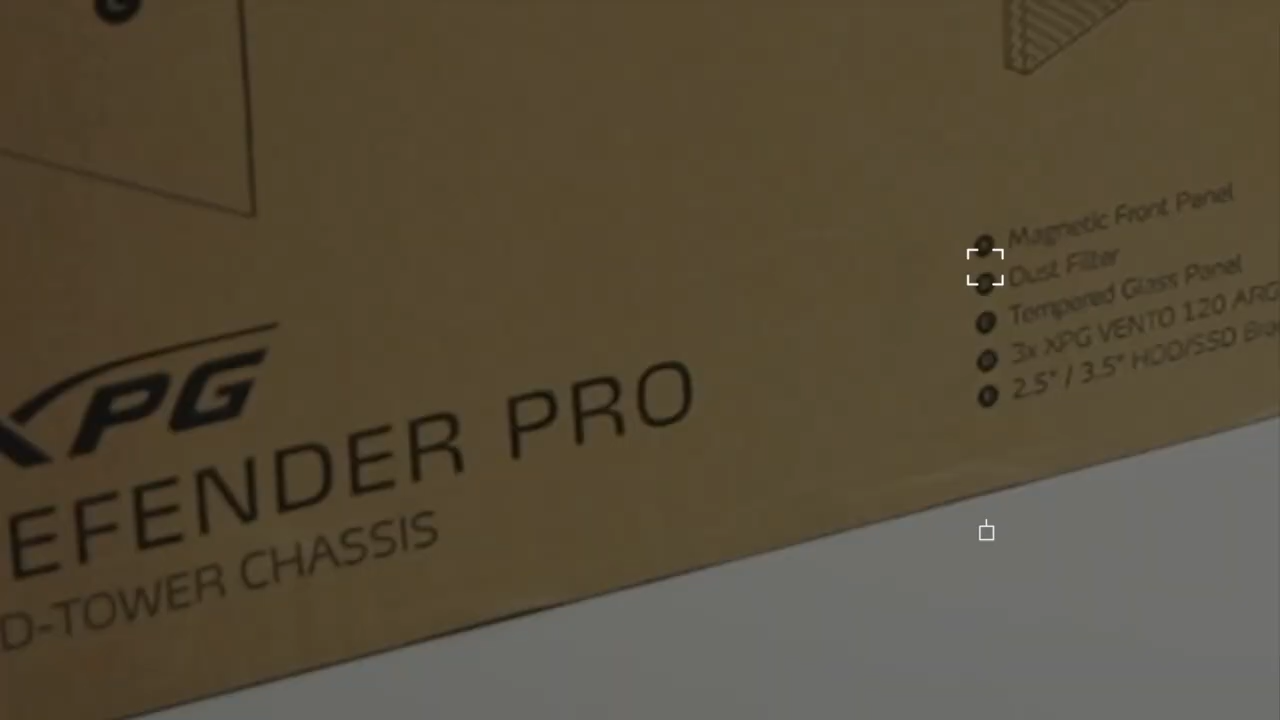 XPG
EFENDER PRO
D-TOWER CHASSIS
Magnetic Front Panel
Dust Filter
Tempered Glass Panel
3x XPG VENTO 120 ARG
2.5" / 3.5" HDD/SSD